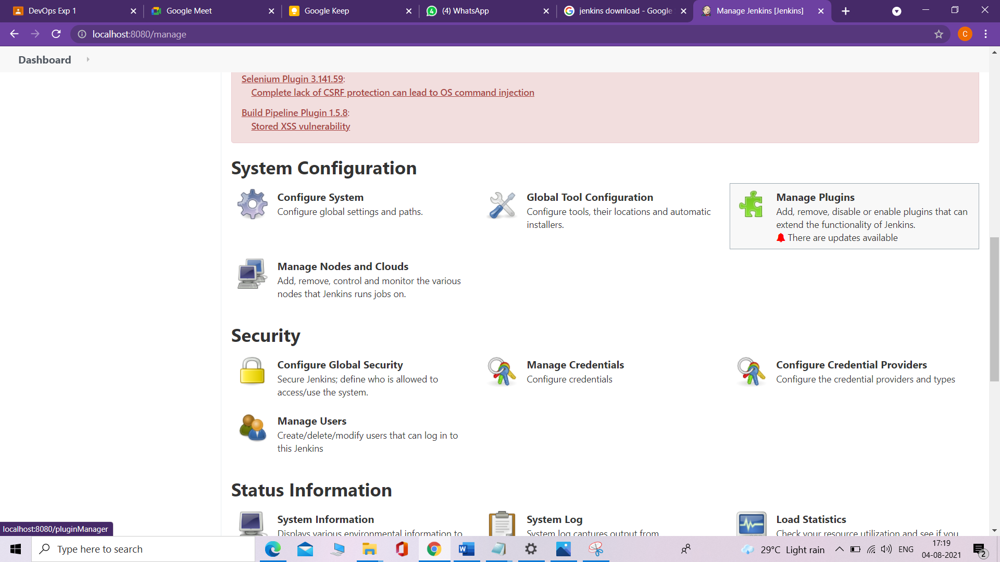 DevOps Exp 1
Google Meet
Google Keep
(4) WhatsApp
jenkins download - Google
Manage Jenkins [Jenkins]
localhost:8080/manage
C
Dashboard
Selenium Plugin 3.141.59:
Complete lack of CSRF protection can lead to OS command injection
Build Pipeline Plugin 1.5.8:
Stored XSS vulnerability
System Configuration
Configure System
Configure global settings and paths.
Global Tool Configuration
Configure tools, their locations and automatic
installers.
Manage Plugins
Add, remove, disable or enable plugins that can
extend the functionality of Jenkins.
There are updates available
Manage Nodes and Clouds
Add, remove, control and monitor the various
nodes that Jenkins runs jobs on.
Security
Configure Global Security
Secure Jenkins; define who is allowed to
access/use the system.
Manage Credentials
Configure credentials
Configure Credential Providers
Configure the credential providers and types
Manage Users
Create/delete/modify users that can log in to
this Jenkins
Status Information
System Information
Displays various environmental information to
System Log
System log captures output from
Load Statistics
Check your resource utilization and see if you
localhost:8080/pluginManager
Type here to search
29°C Light rain
ENG
17:19
04-08-2021
2